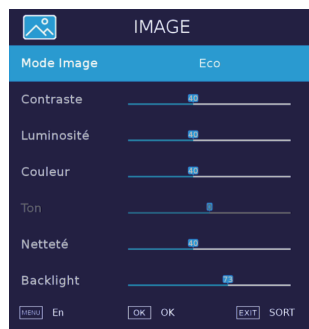 IMAGE
Mode Image Eco
Contraste 40
Luminosité 40
Couleur 40
Ton
Netteté 40
Backlight 73
MENU En OK OK EXIT SORT